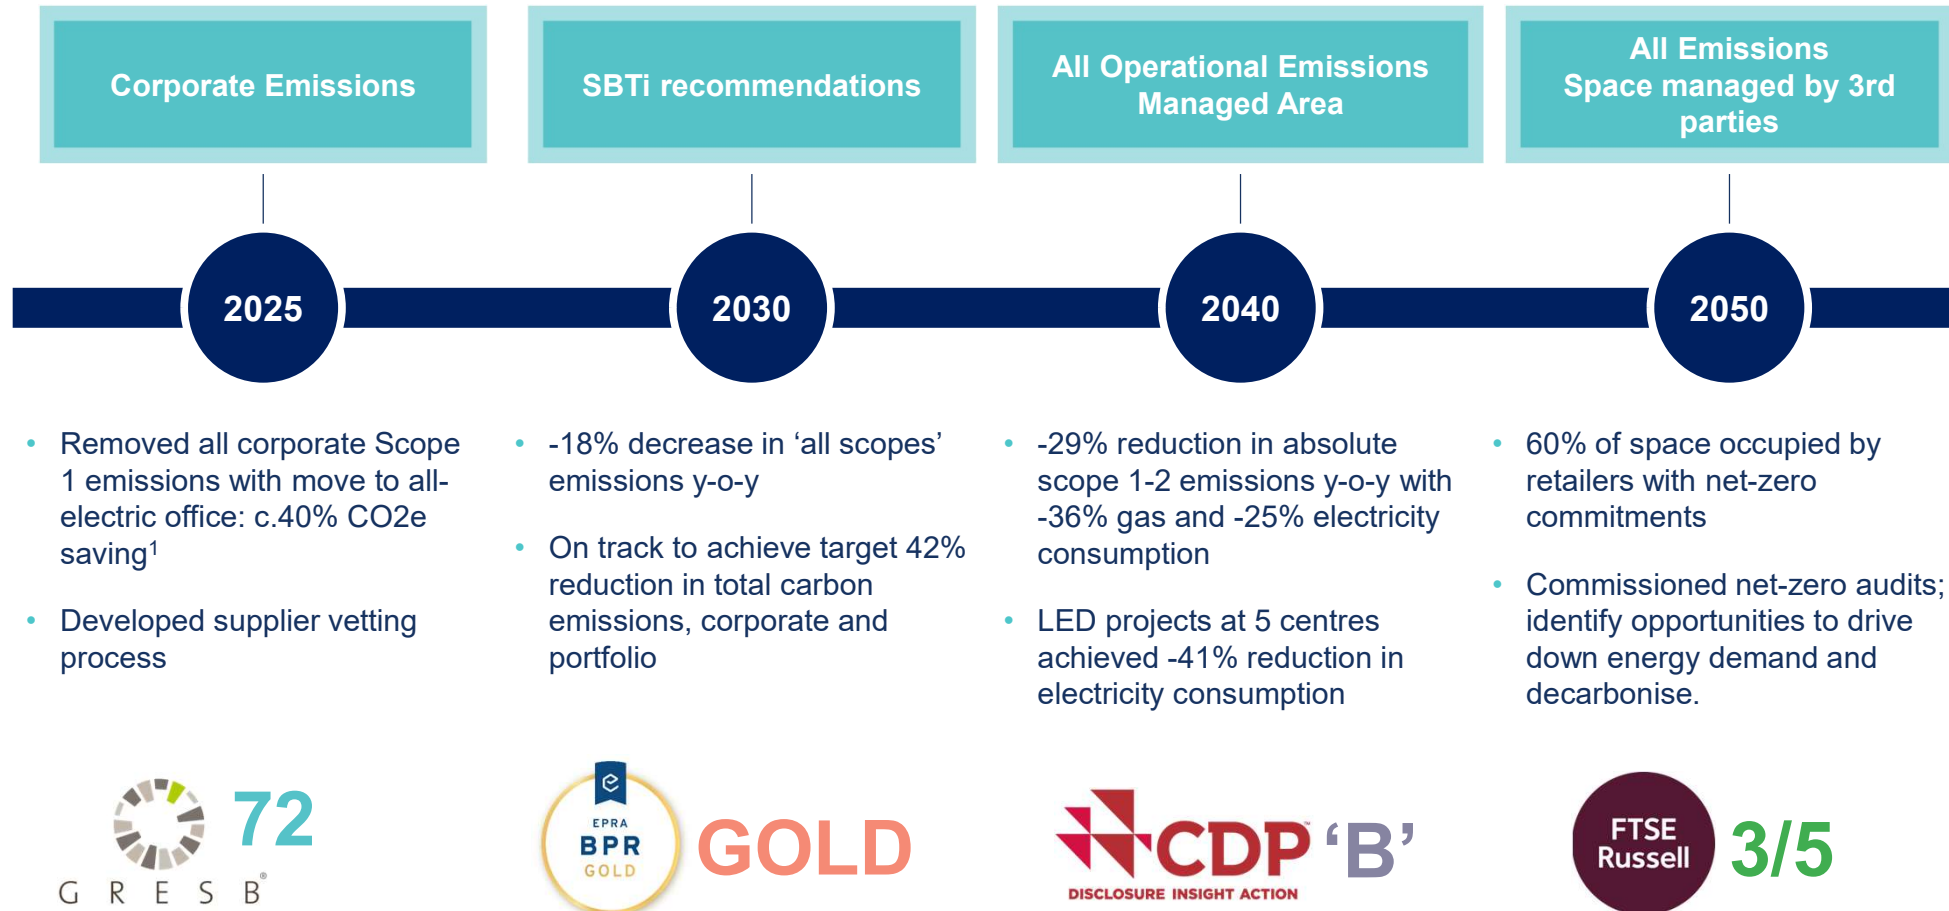 Corporate Emissions
SBTi recommendations
All Operational Emissions
Managed Area
All Emissions
Space managed by 3rd
parties
2025
2030
2040
2050
• Removed all corporate Scope
1 emissions with move to all-
electric office: c.40% CO2e
saving¹
• Developed supplier vetting
process
• -18% decrease in ‘all scopes’
emissions y-o-y
• On track to achieve target 42%
reduction in total carbon
emissions, corporate and
portfolio
• -29% reduction in absolute
scope 1-2 emissions y-o-y with
-36% gas and -25% electricity
consumption
• LED projects at 5 centres
achieved -41% reduction in
electricity consumption
• 60% of space occupied by
retailers with net-zero
commitments
• Commissioned net-zero audits;
identify opportunities to drive
down energy demand and
decarbonise.
G R E S B®
72
EPRA
BPR
GOLD
GOLD
CDP™
DISCLOSURE INSIGHT ACTION
‘B’
FTSE
Russell
3/5